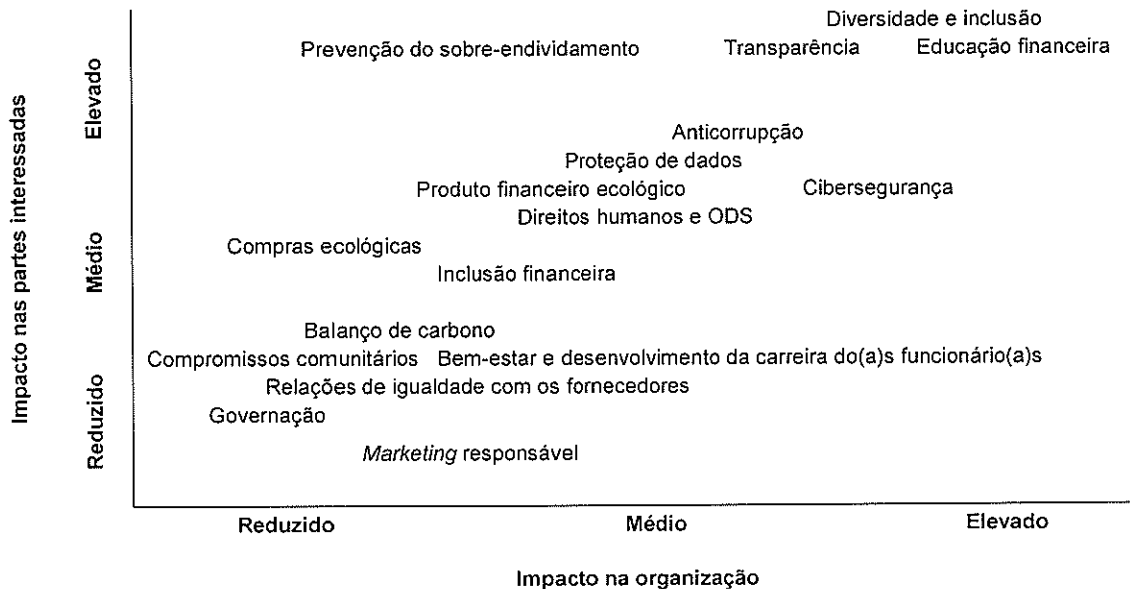 Diversidade e inclusão
Prevenção do sobre-endividamento Transparência Educação financeira
Anticorrupção
Proteção de dados
Produto financeiro ecológico Cibersegurança
Direitos humanos e ODS
Compras ecológicas
Inclusão financeira
Balanço de carbono
Compromissos comunitários Bem-estar e desenvolvimento da carreira do(a)s funcionário(a)s
Relações de igualdade com os fornecedores
Governação
Marketing responsável
Impacto nas partes interessadas
Elevado
Médio
Reduzido
Reduzido Médio Elevado
Impacto na organização